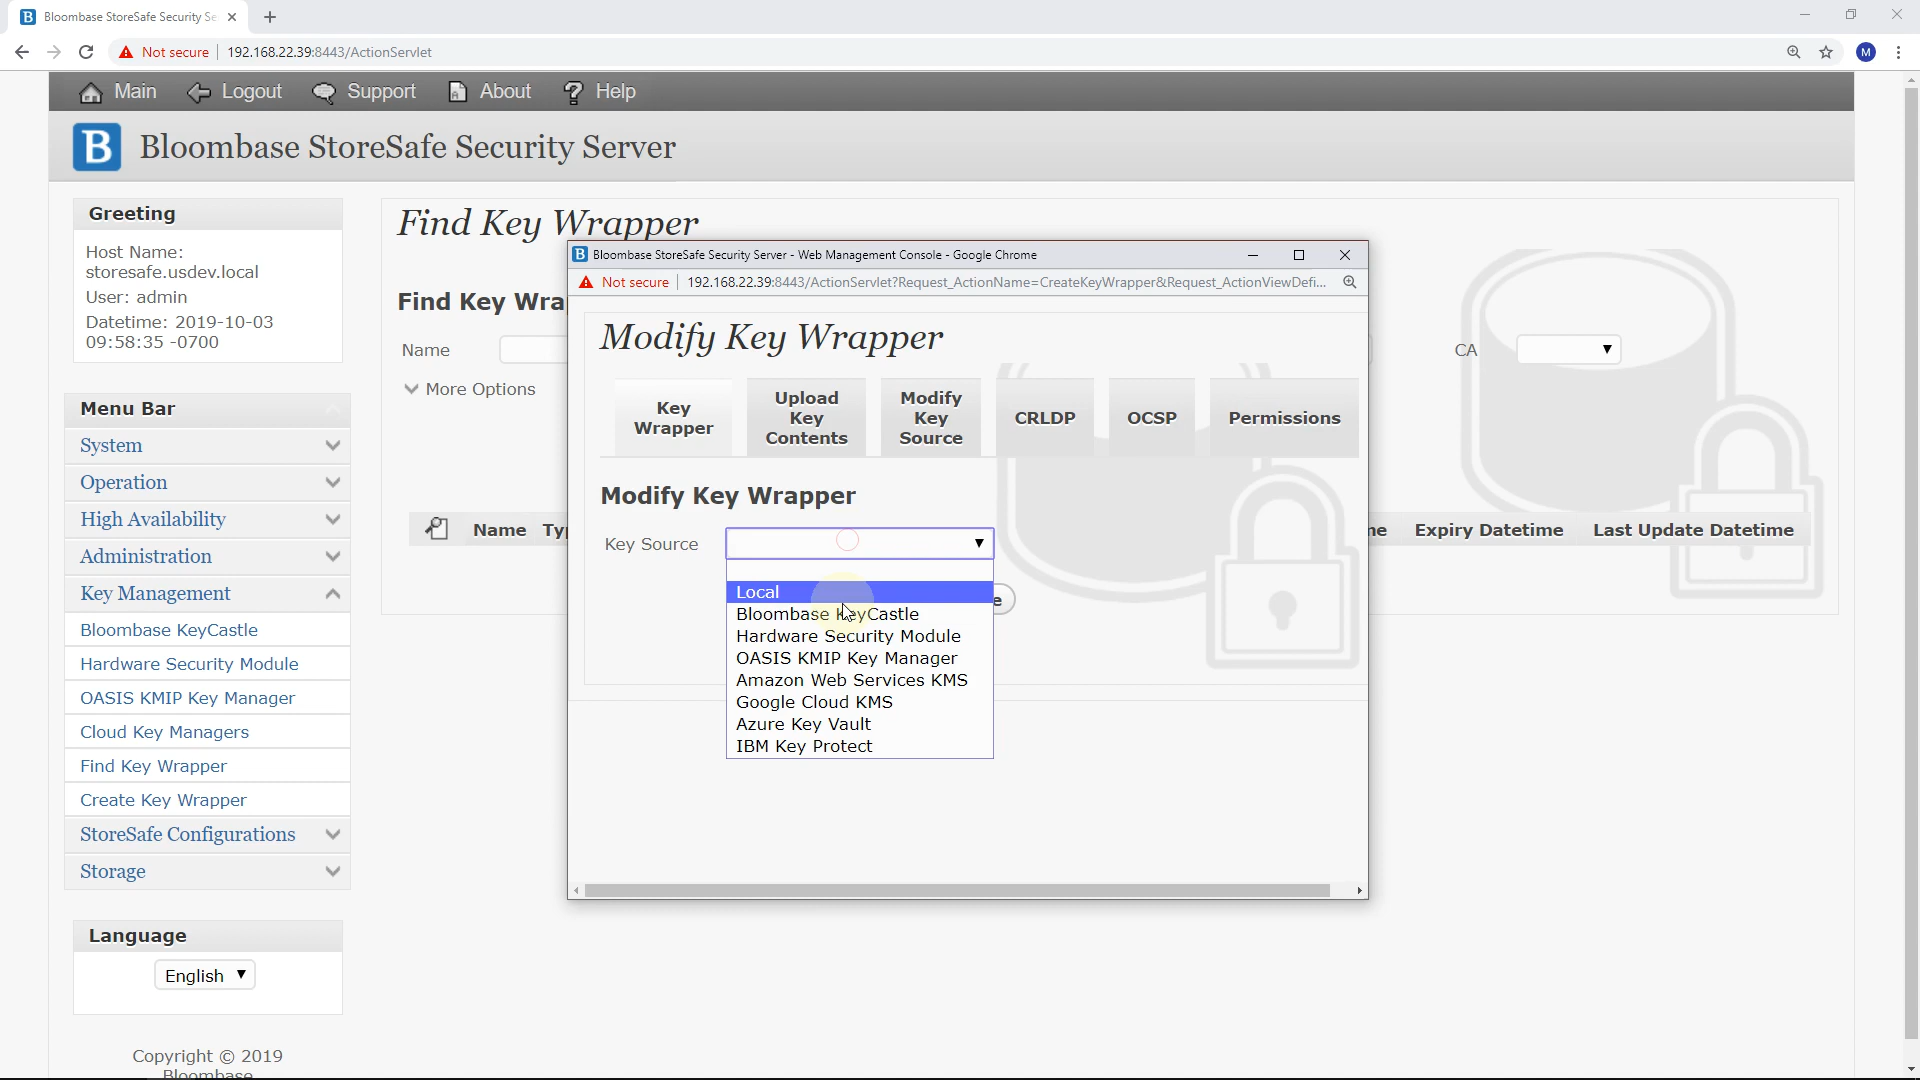 Bloombase StoreSafe Security Se
Not secure 192.168.22.39:8443/ActionServlet
M
Main Logout Support About Help
B Bloombase StoreSafe Security Server
Greeting
Host Name:
storesafe.usdev.local
User: admin
Datetime: 2019-10-03
09:58:35 -0700
Menu Bar
System
Operation
High Availability
Administration
Key Management
Bloombase KeyCastle
Hardware Security Module
OASIS KMIP Key Manager
Cloud Key Managers
Find Key Wrapper
Create Key Wrapper
StoreSafe Configurations
Storage
Language
English
Copyright © 2019
Bloombase
Find Key Wrapper
Find Key Wra
Name
CA
More Options
Name Ty
me Expiry Datetime Last Update Datetime
Bloombase StoreSafe Security Server - Web Management Console - Google Chrome
Not secure 192.168.22.39:8443/ActionServlet?Request_ActionName=CreateKeyWrapper&Request_ActionViewDefi...
Modify Key Wrapper
Key
Wrapper
Upload
Key
Contents
Modify
Key
Source
CRLDP
OCSP
Permissions
Modify Key Wrapper
Key Source
Local
Bloombase KeyCastle
Hardware Security Module
OASIS KMIP Key Manager
Amazon Web Services KMS
Google Cloud KMS
Azure Key Vault
IBM Key Protect
e